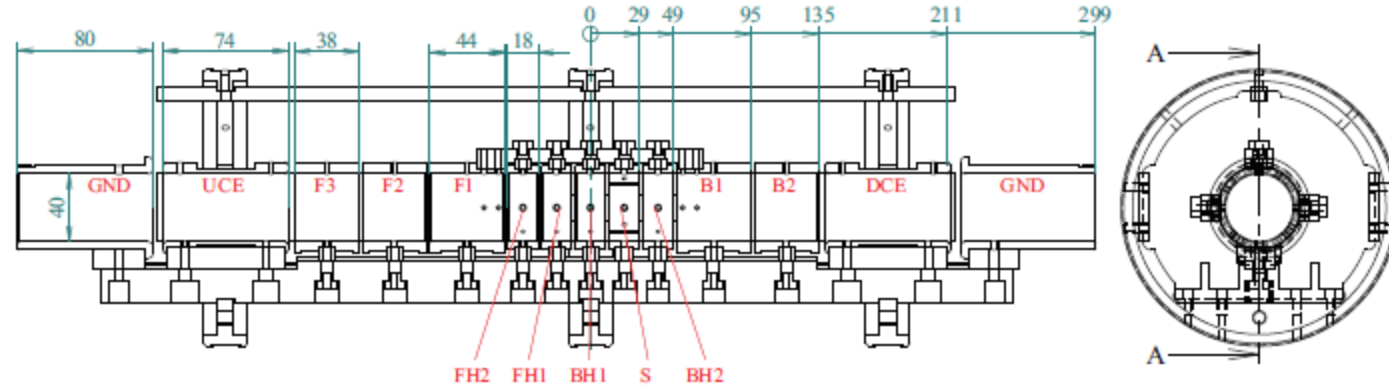 0 29 49 95 135 211 299
80 74 38 44 18
A
GND UCE F3 F2 F1 B1 B2 DCE GND
40
A
FH2 FH1 BH1 S BH2